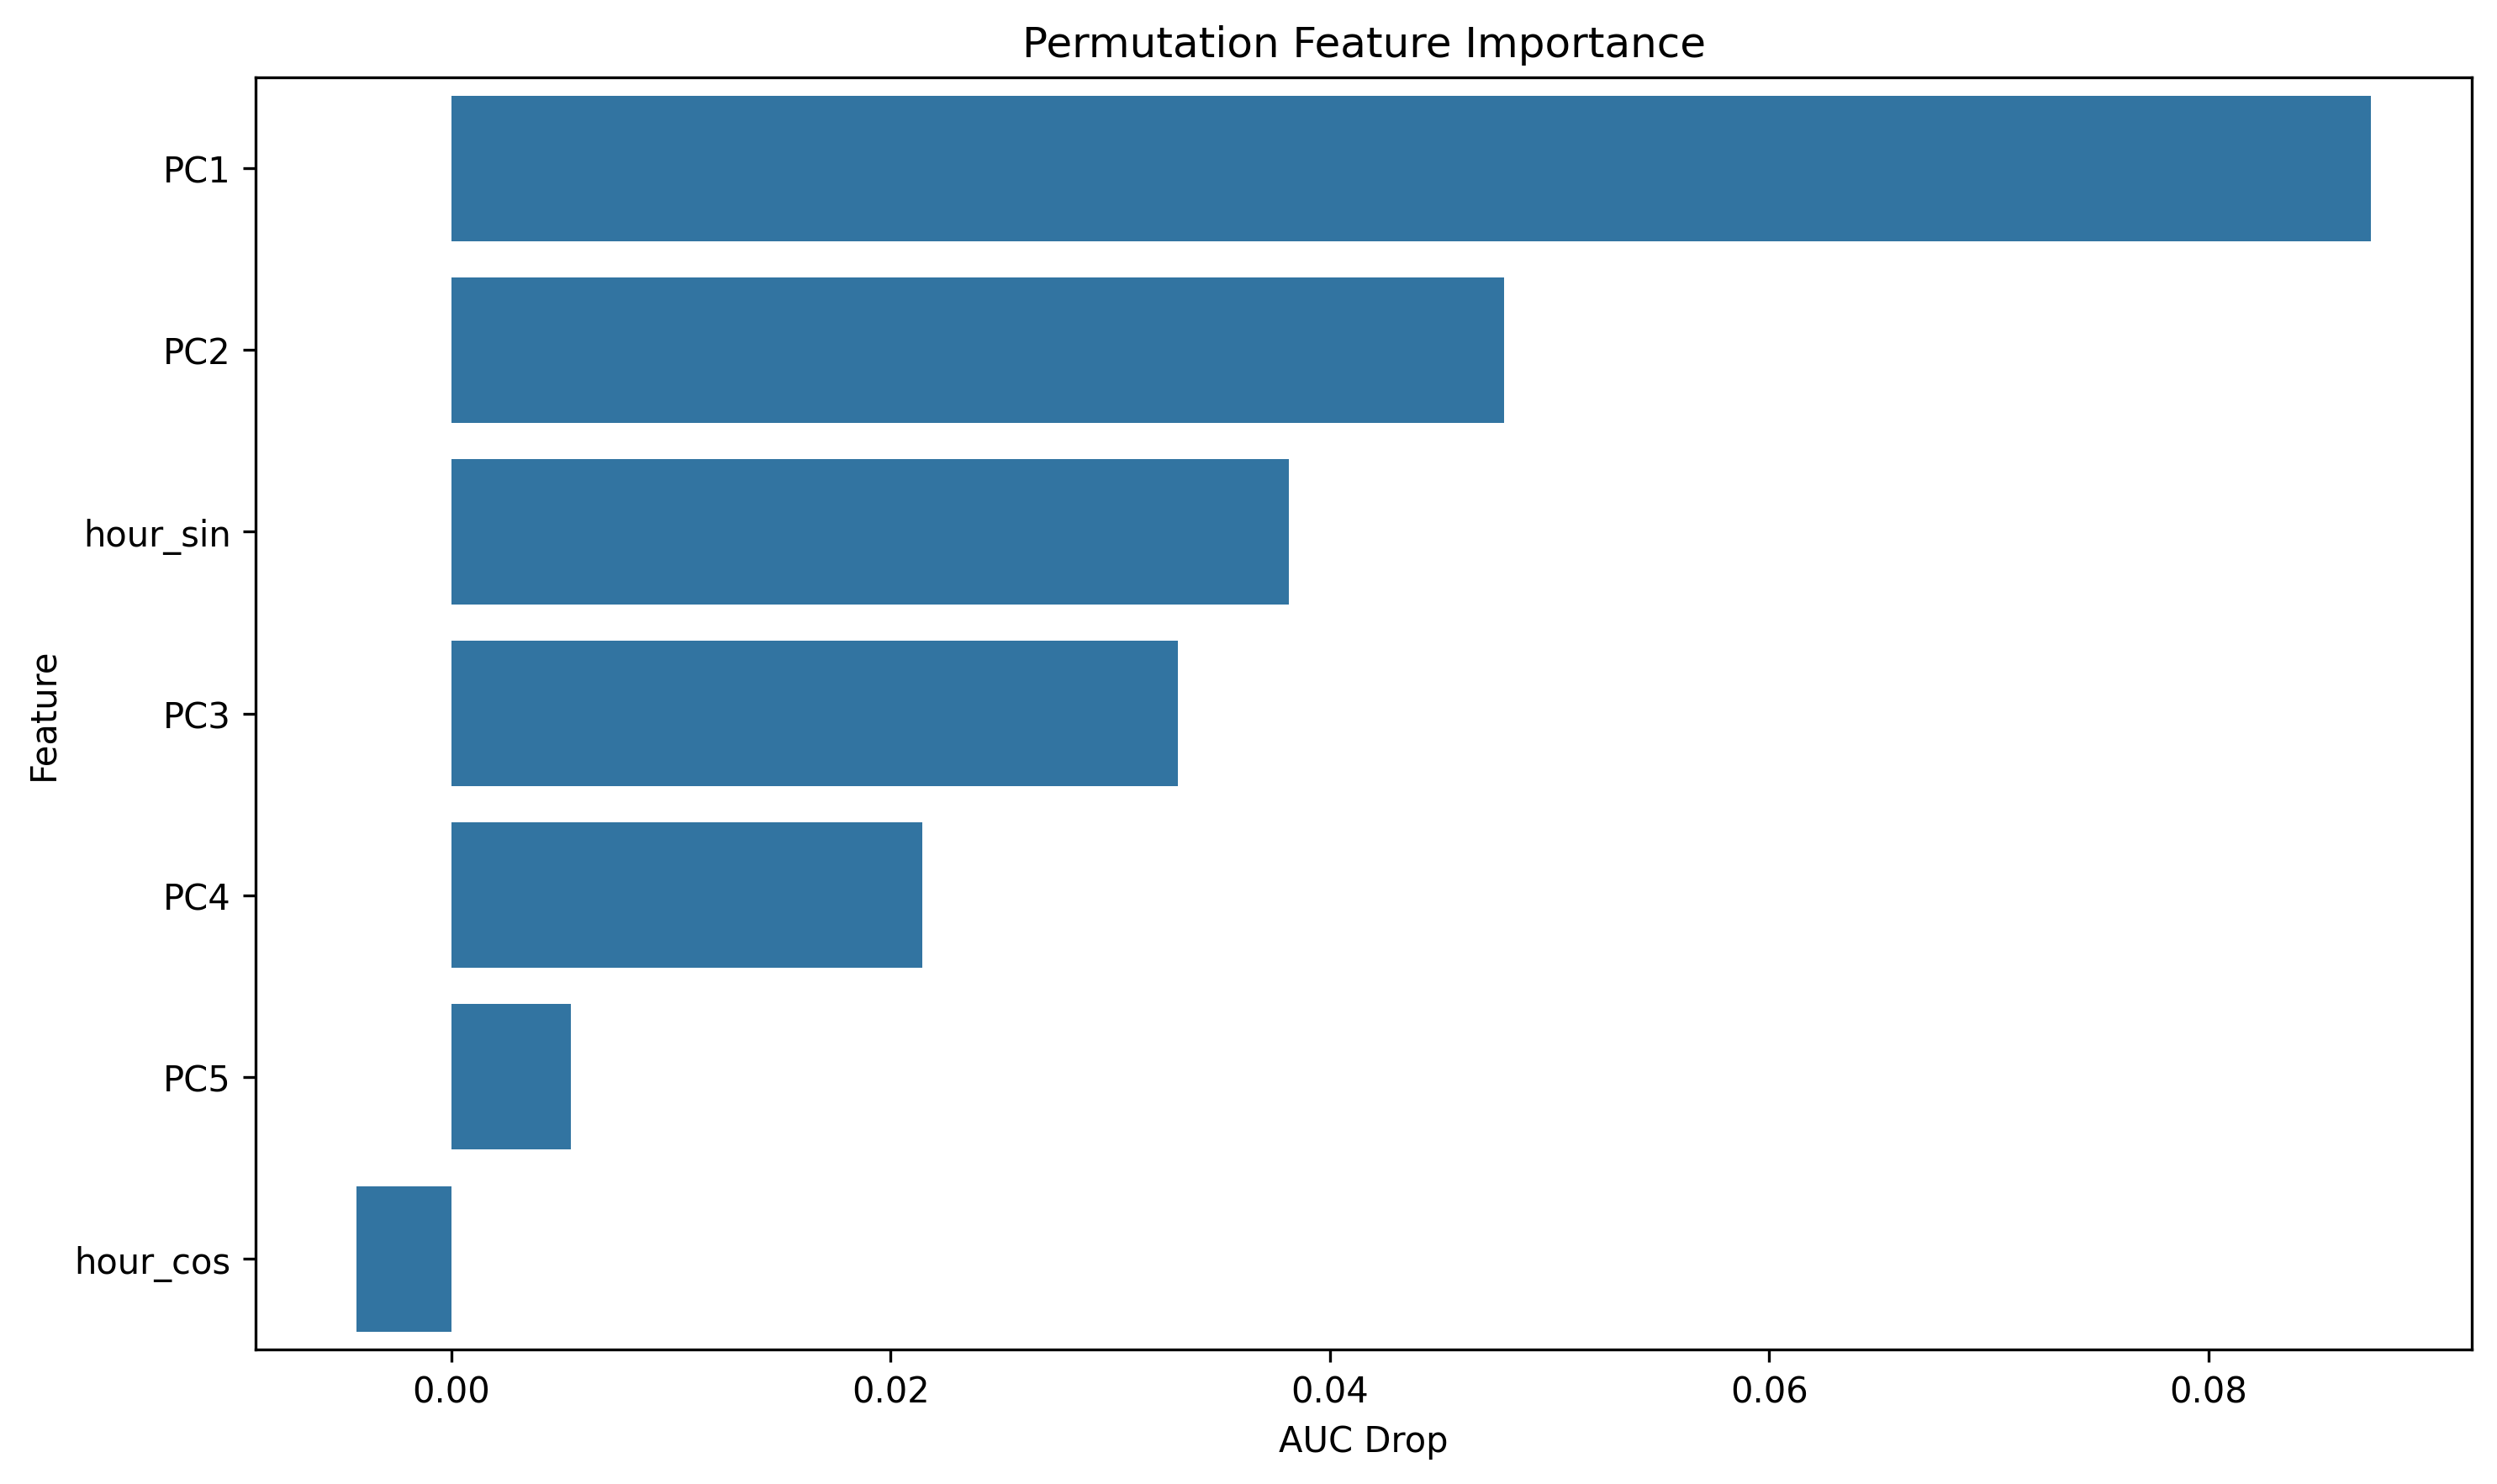 Permutation Feature Importance
PC1
PC2
hour_sin
PC3
PC4
PC5
hour_cos
Feature
0.00 0.02 0.04 0.06 0.08
AUC Drop